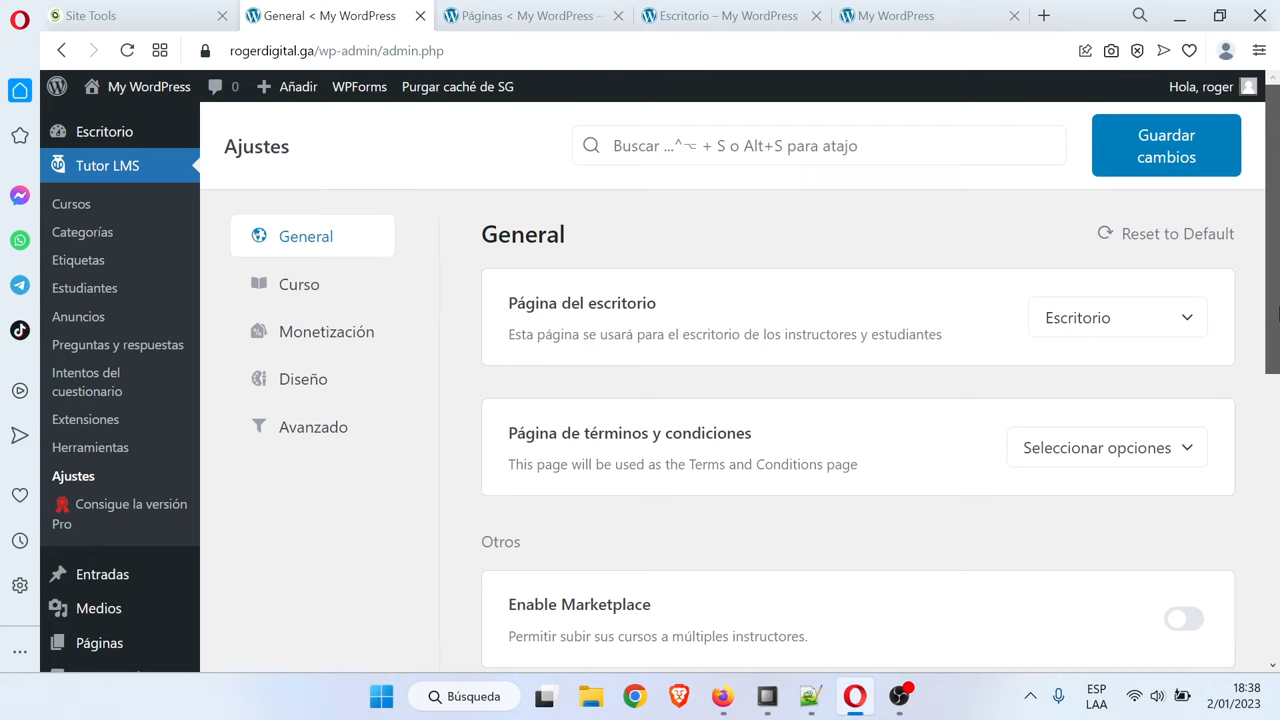 Site Tools
General < My WordPress
Páginas < My WordPress —
Escritorio – My WordPress
My WordPress
rogerdigital.ga/wp-admin/admin.php
My WordPress
0
Añadir
WPForms
Purgar caché de SG
Hola, roger
Escritorio
Tutor LMS
Cursos
Categorías
Etiquetas
Estudiantes
Anuncios
Preguntas y respuestas
Intentos del
cuestionario
Extensiones
Herramientas
Ajustes
Consigue la versión
Pro
Entradas
Medios
Páginas
Ajustes
Buscar ...^⌥ + S o Alt+S para atajo
Guardar
cambios
General
Curso
Monetización
Diseño
Avanzado
General
Reset to Default
Página del escritorio
Esta página se usará para el escritorio de los instructores y estudiantes
Escritorio
Página de términos y condiciones
This page will be used as the Terms and Conditions page
Seleccionar opciones
Otros
Enable Marketplace
Permitir subir sus cursos a múltiples instructores.
Búsqueda
ESP
LAA
18:38
2/01/2023